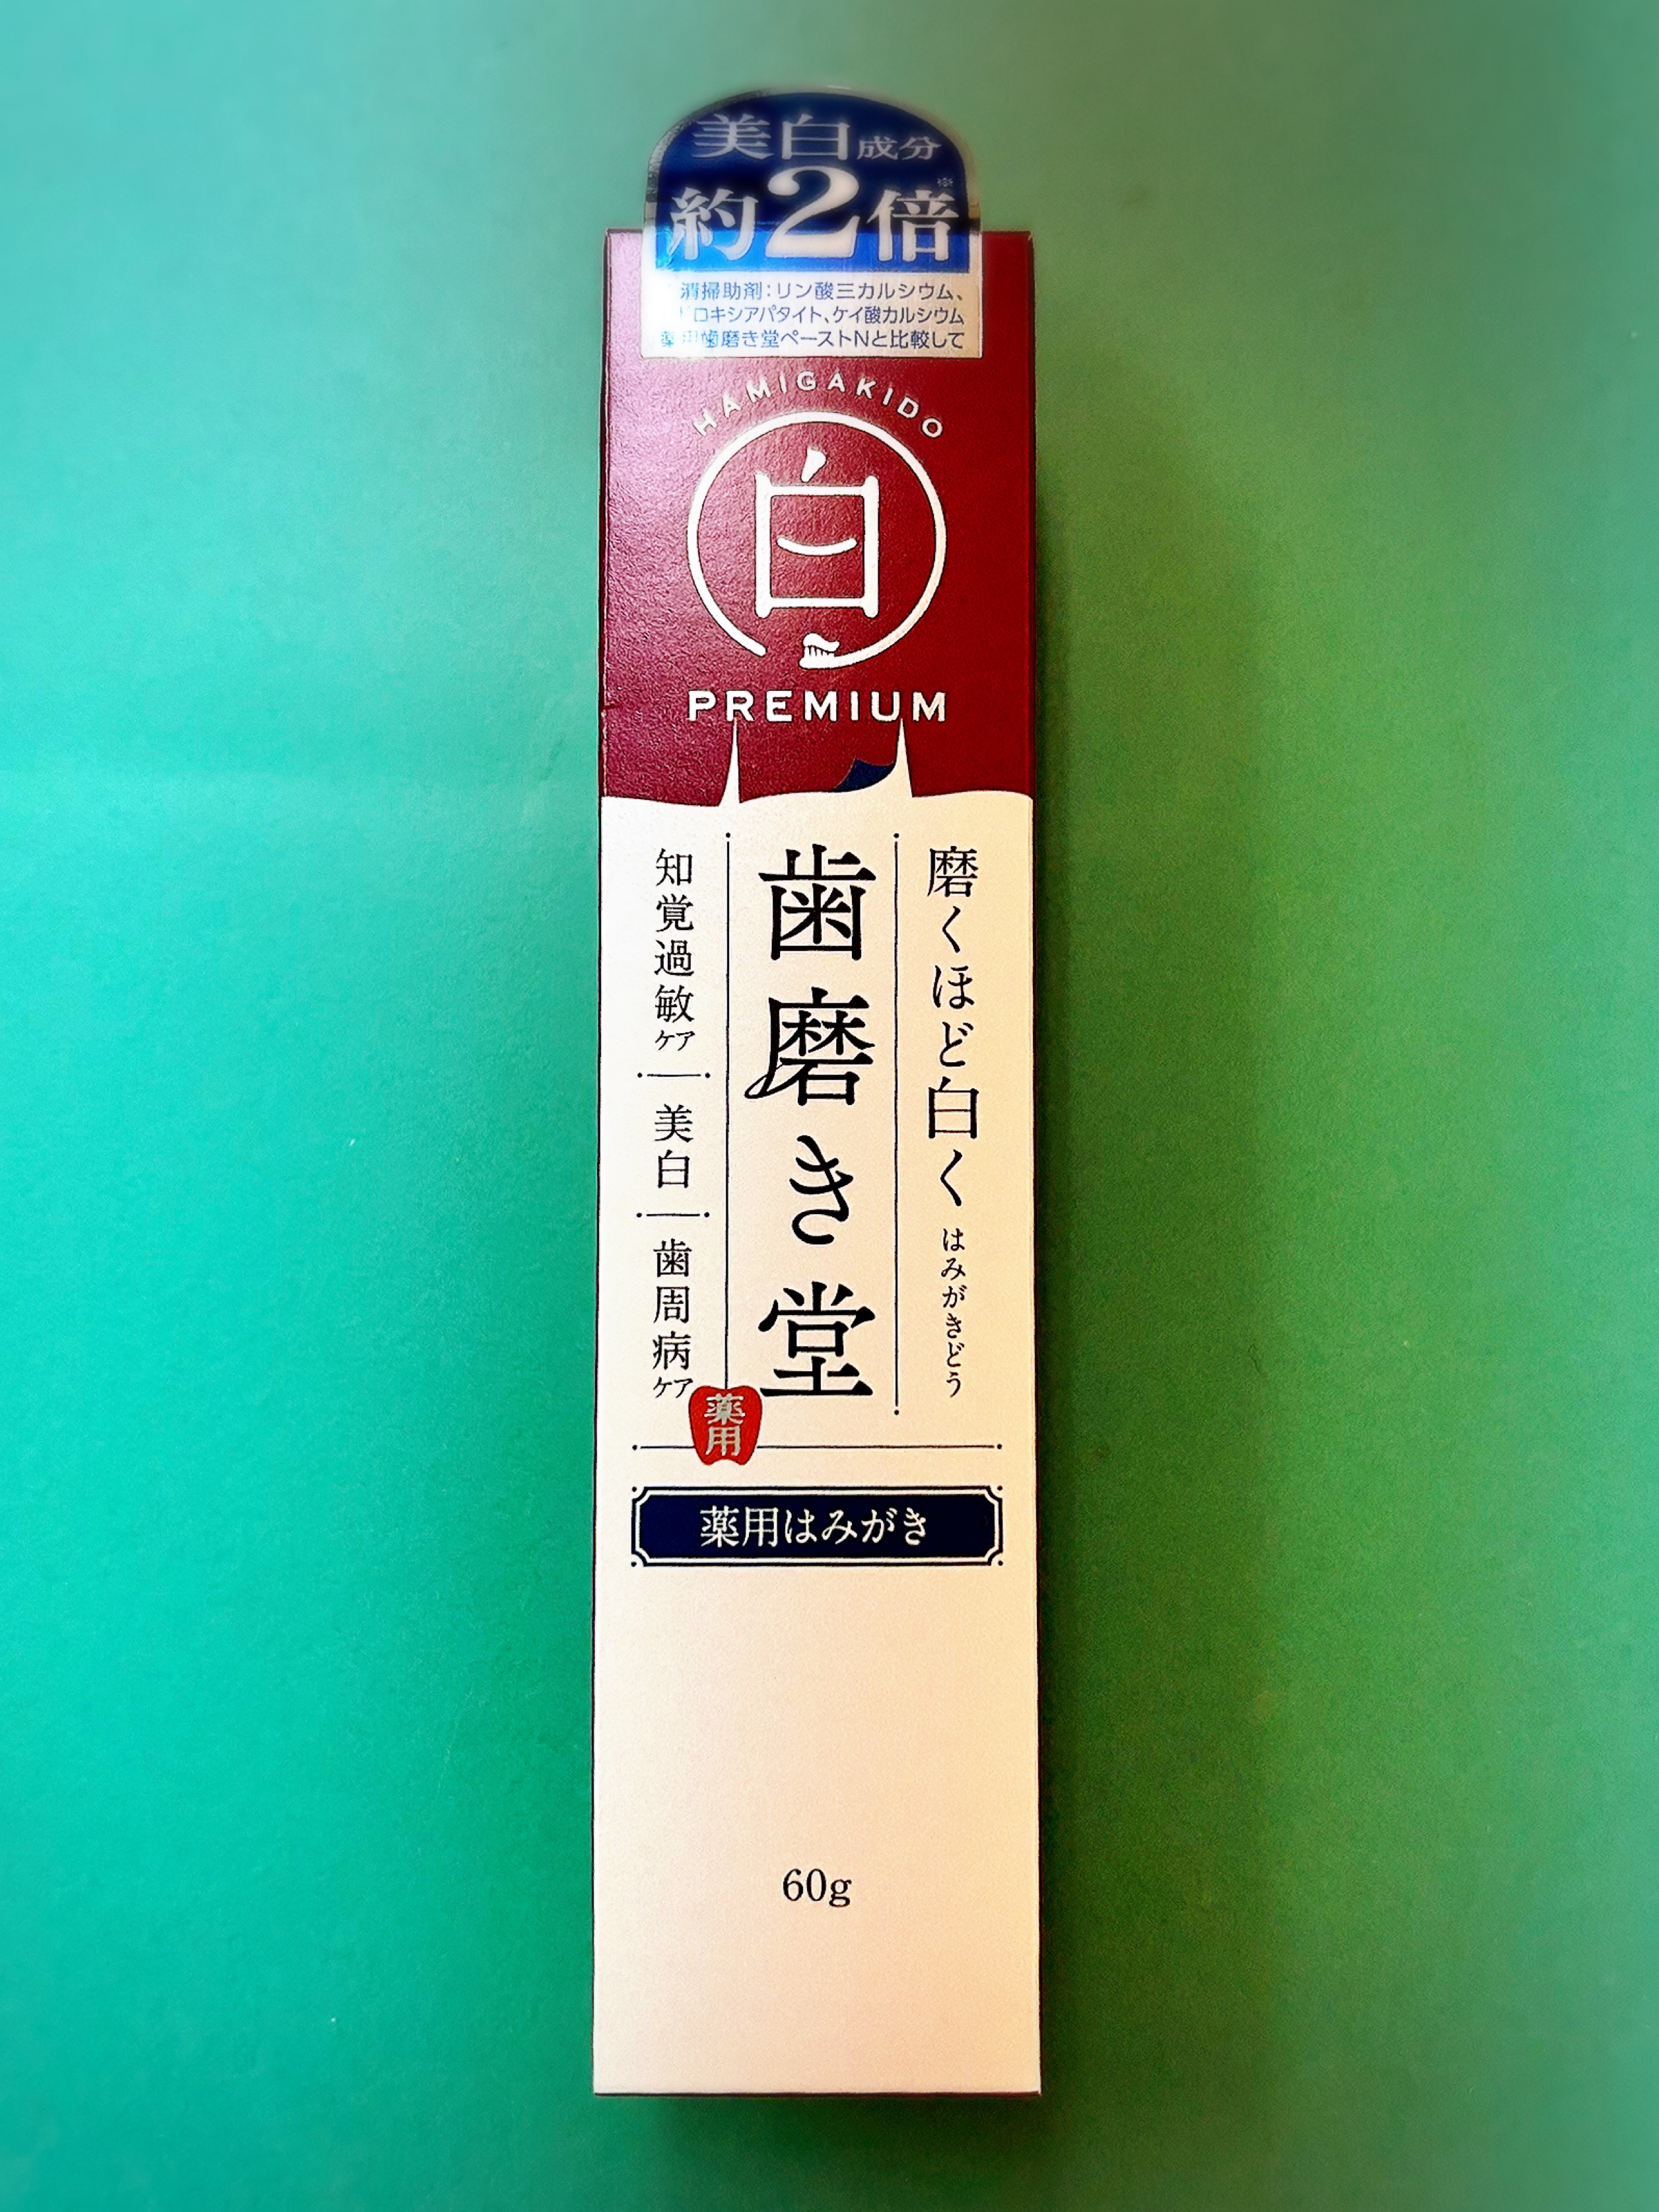 美白成分
約2倍※
清掃助剤：リン酸三カルシウム、
ドロキシアパタイト、ケイ酸カルシウム
薬用歯磨き堂ペーストNと比較して
HAMIGAKIDO
白
PREMIUM
磨くほど白く はみがきどう
歯磨き堂
知覚過敏ケア
美白
歯周病ケア
薬用
薬用はみがき
60g